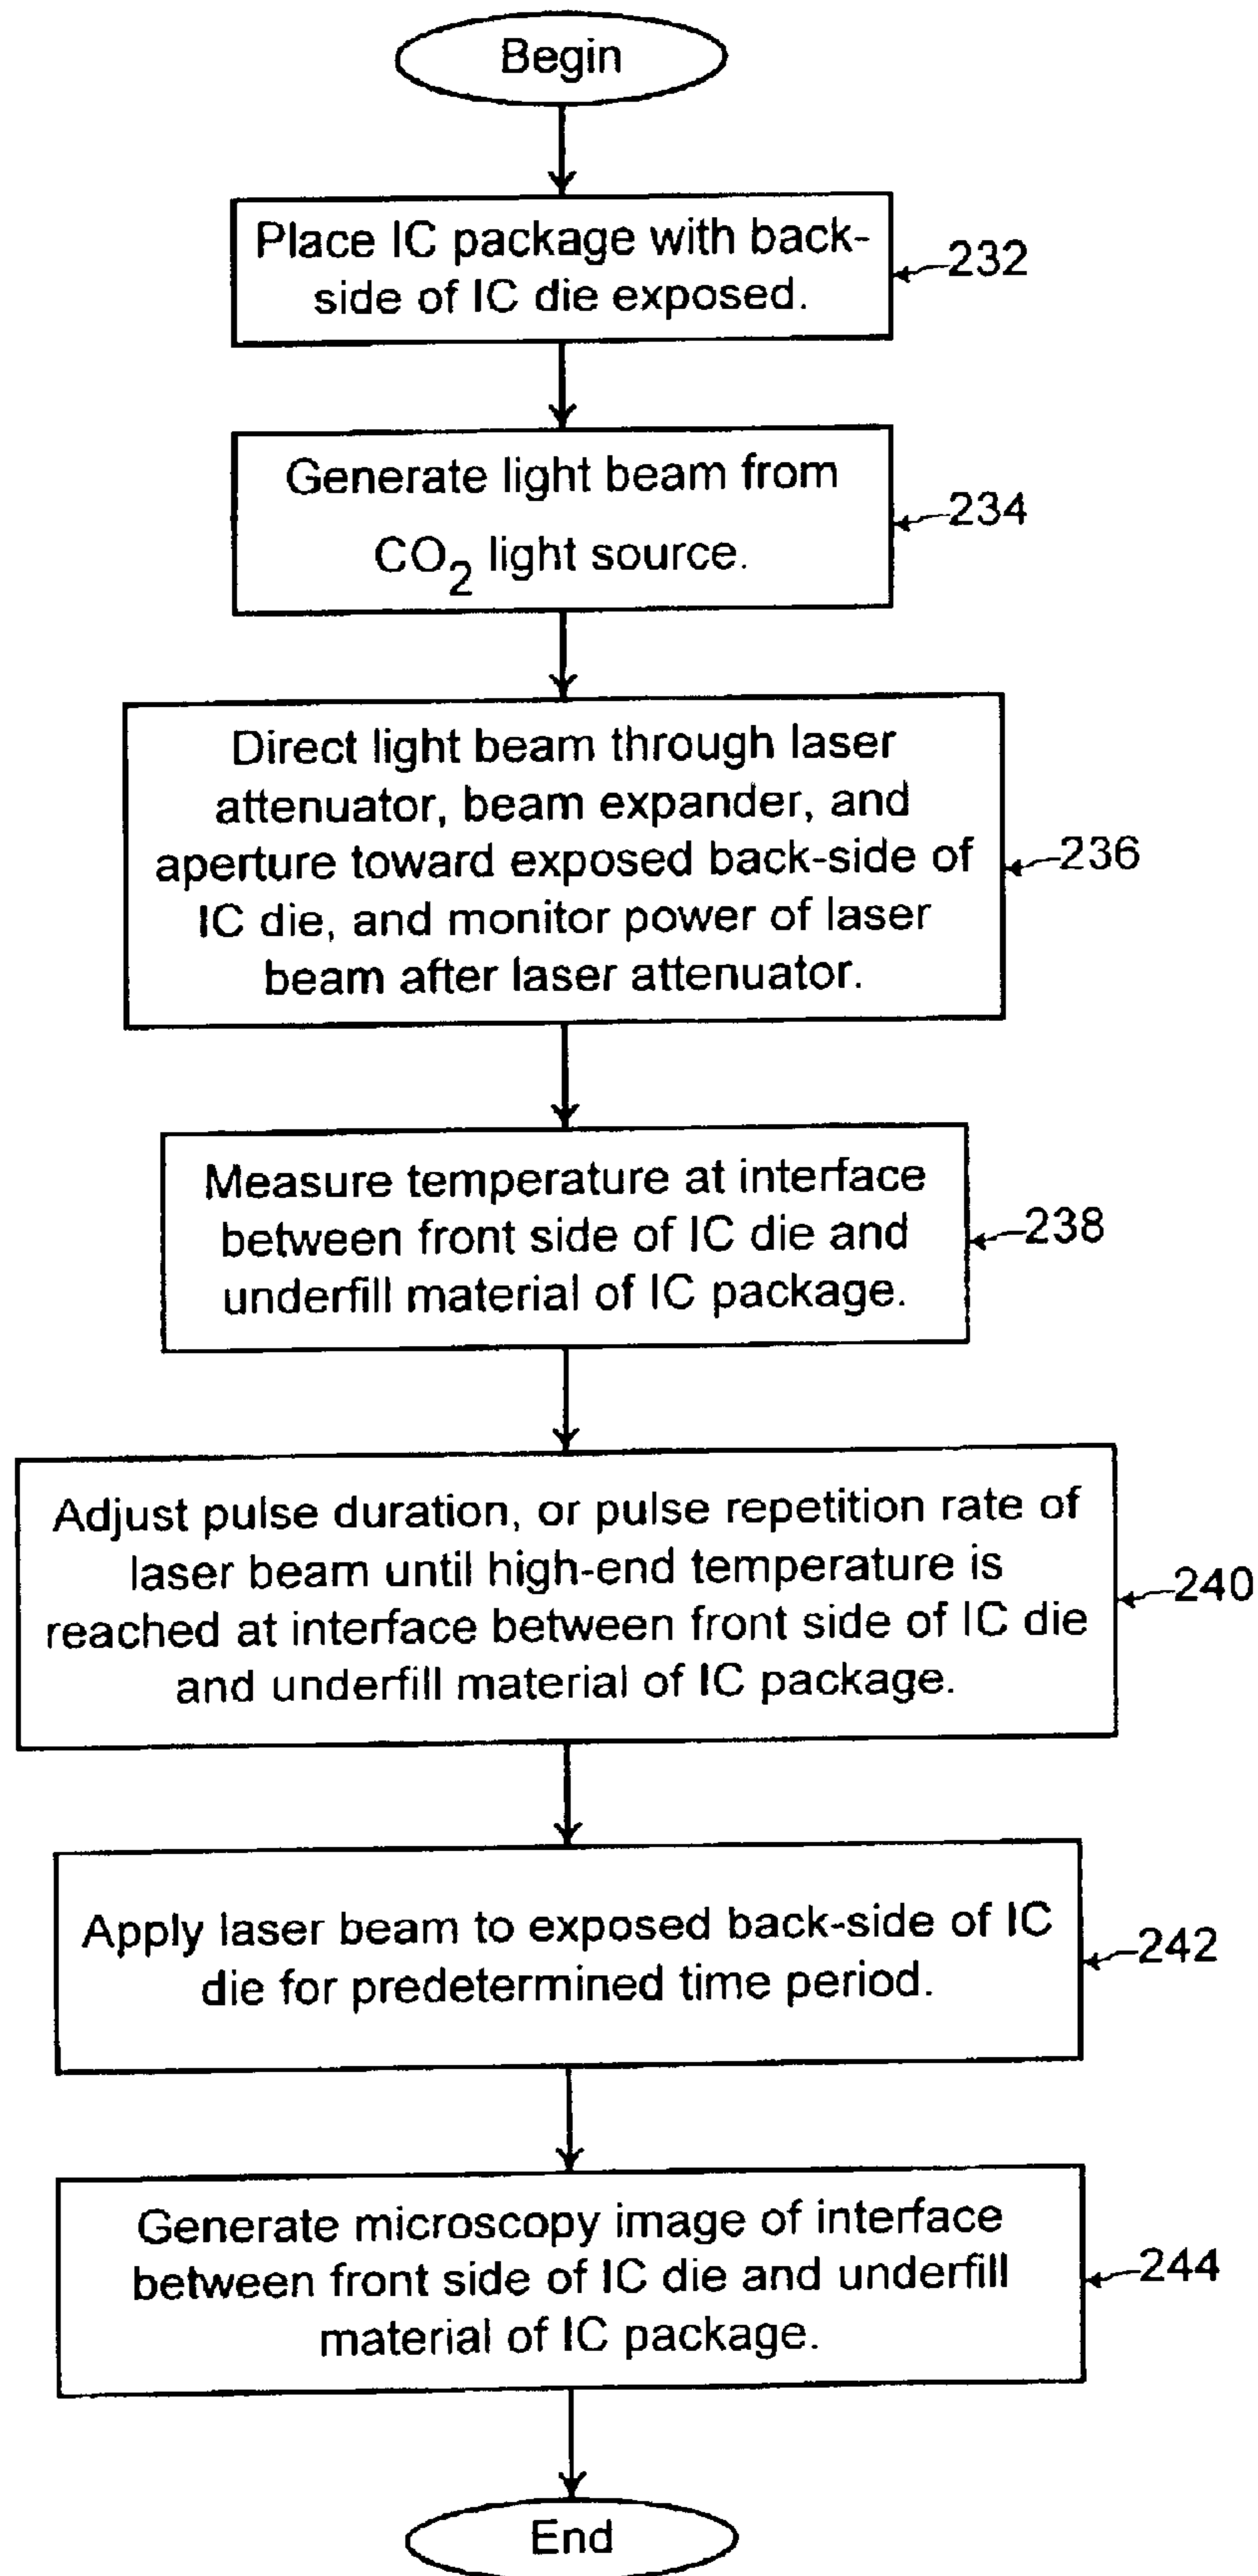 Begin
Place IC package with back-
side of IC die exposed.
232
Generate light beam from
CO2 light source.
234
Direct light beam through laser
attenuator, beam expander, and
aperture toward exposed back-side of
IC die, and monitor power of laser
beam after laser attenuator.
236
Measure temperature at interface
between front side of IC die and
underfill material of IC package.
238
Adjust pulse duration, or pulse repetition rate of
laser beam until high-end temperature is
reached at interface between front side of IC die
and underfill material of IC package.
240
Apply laser beam to exposed back-side of IC
die for predetermined time period.
242
Generate microscopy image of interface
between front side of IC die and underfill
material of IC package.
244
End